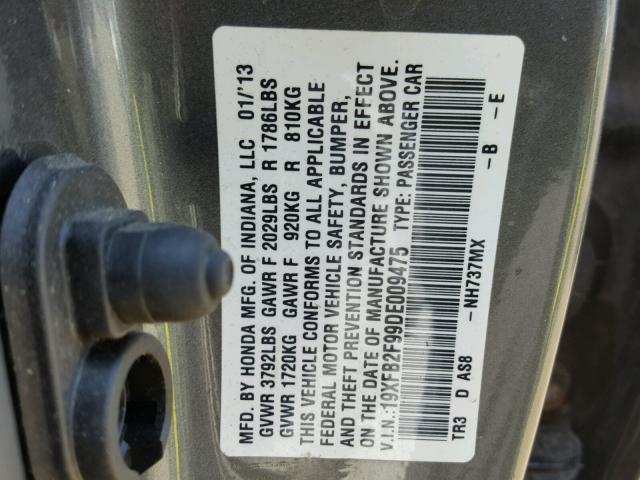 MFD. BY HONDA MFG. OF INDIANA, LLC 01/'13
GVWR 3792LBS GAWR F 2029LBS R 1786LBS
GVWR 1720KG GAWR F 920KG R 810KG
THIS VEHICLE CONFORMS TO ALL APPLICABLE
FEDERAL MOTOR VEHICLE SAFETY, BUMPER,
AND THEFT PREVENTION STANDARDS IN EFFECT
ON THE DATE OF MANUFACTURE SHOWN ABOVE.
V.I.N.:19XFB2F99DE009475 TYPE: PASSENGER CAR
TR3 D AS8 -NH737MX -B -E